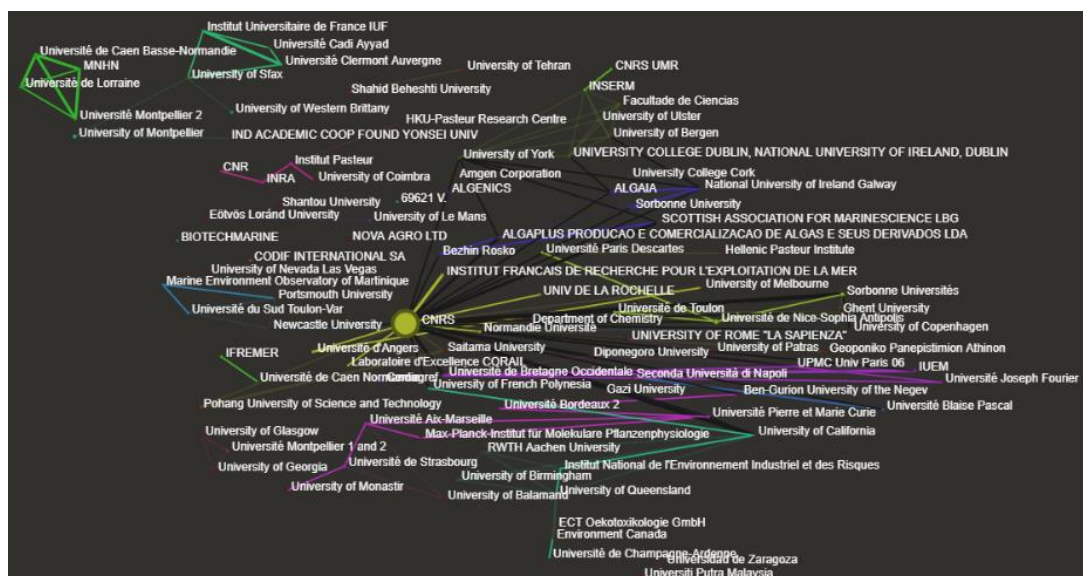 Institut Universitaire de France IUF
Université Cadi Ayyad
Université de Caen Basse-Normandie
Université Clermont Auvergne
MNHN
University of Tehran
CNRS UMR
University of Sfax
Université de Lorraine
INSERM
Shahid Beheshti University
Facultade de Ciencias
University of Western Brittany
Université Montpellier 2
HKU-Pasteur Research Centre
University of Ulster
University of Montpellier
IND ACADEMIC COOP FOUND YONSEI UNIV
University of Bergen
University of York
UNIVERSITY COLLEGE DUBLIN, NATIONAL UNIVERSITY OF IRELAND, DUBLIN
Institut Pasteur
CNR
Amgen Corporation
University College Cork
INRA
University of Coimbra
ALGENICS
ALGAIA
National University of Ireland Galway
69621 V.
Shantou University
Sorbonne University
Eötvös Loránd University
University of Le Mans
SCOTTISH ASSOCIATION FOR MARINESCIENCE LBG
BIOTECHMARINE
NOVA AGRO LTD
ALGAPLUS PRODUCAO E COMERCIALIZACAO DE ALGAS E SEUS DERIVADOS LDA
Bezhin Rosko
Université Paris Descartes
Hellenic Pasteur Institute
CODIF INTERNATIONAL SA
University of Nevada Las Vegas
INSTITUT FRANCAIS DE RECHERCHE POUR L'EXPLOITATION DE LA MER
Marine Environment Observatory of Martinique
University of Melbourne
Portsmouth University
UNIV DE LA ROCHELLE
Sorbonne Universités
Université du Sud Toulon-Var
Université de Toulon
Ghent University
Newcastle University
CNRS
Department of Chemistry
Université de Nice-Sophia Antipolis
Normandie Université
University of Copenhagen
UNIVERSITY OF ROME "LA SAPIENZA"
Université d'Angers
Saitama University
Diponegoro University
University of Patras
Geoponiko Panepistimion Athinon
IFREMER
Laboratoire d'Excellence CORAIL
UPMC Univ Paris 06
IUEM
Université de Bretagne Occidentale
Seconda Università di Napoli
Université de Caen Normandie
Cemagref
University of French Polynesia
Université Joseph Fourier
Gazi University
Ben-Gurion University of the Negev
Pohang University of Science and Technology
Université Bordeaux 2
Université Blaise Pascal
Université Aix-Marseille
Université Pierre et Marie Curie
University of Glasgow
Max-Planck-Institut für Molekulare Pflanzenphysiologie
University of California
Université Montpellier 1 and 2
RWTH Aachen University
University of Georgia
Université de Strasbourg
Institut National de l'Environnement Industriel et des Risques
University of Birmingham
University of Monastir
University of Balamand
University of Queensland
ECT Oekotoxikologie GmbH
Environment Canada
Université de Champagne-Ardenne
Universidad de Zaragoza
Universiti Putra Malaysia